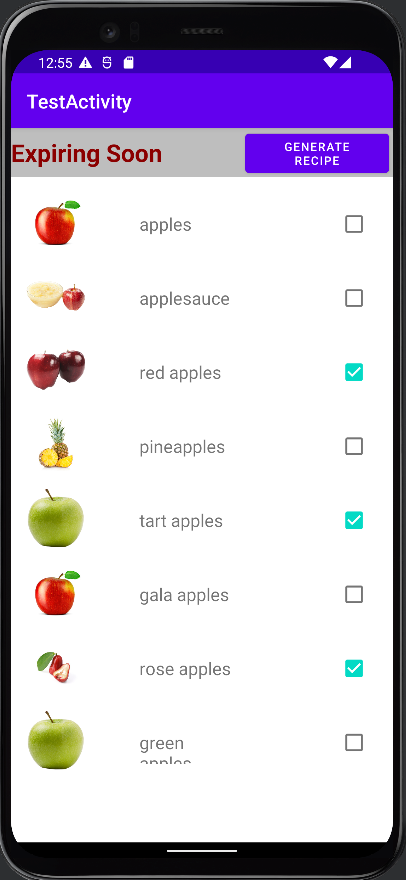 12:55
TestActivity
Expiring Soon
GENERATE
RECIPE
apples
applesauce
red apples
pineapples
tart apples
gala apples
rose apples
green
apples